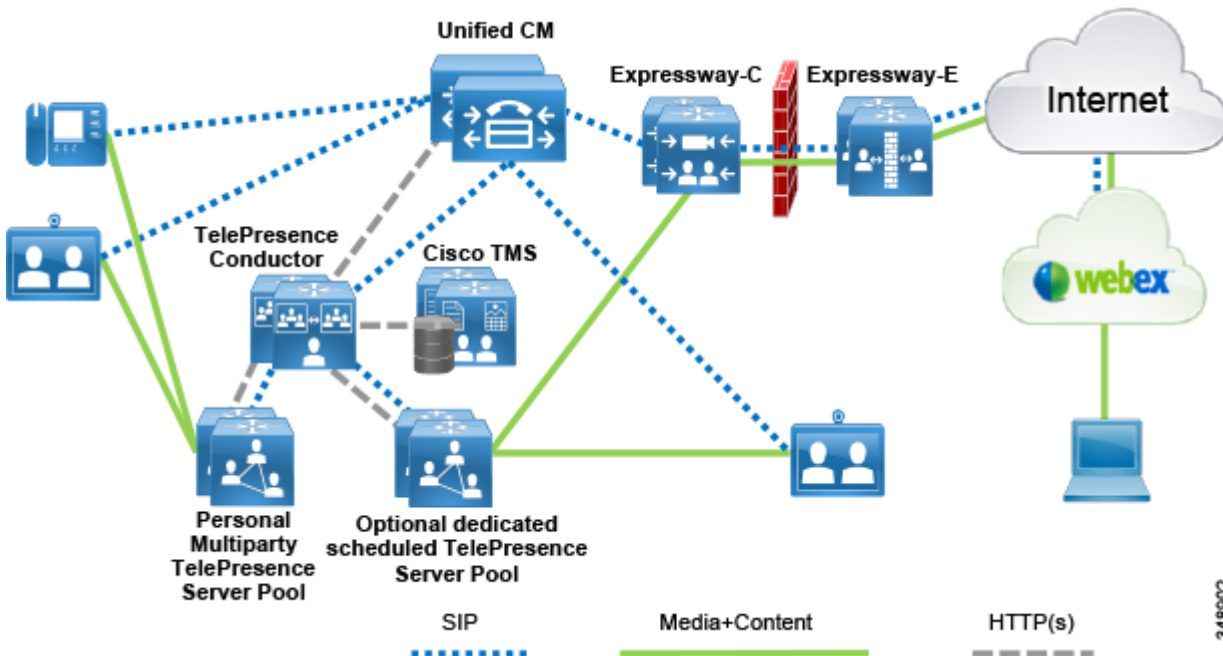 Unified CM
Expressway-C
Expressway-E
Internet
TelePresence
Conductor
Cisco TMS
webex
Personal
Multiparty
TelePresence
Server Pool
Optional dedicated
scheduled TelePresence
Server Pool
SIP
Media+Content
HTTP(s)
348902